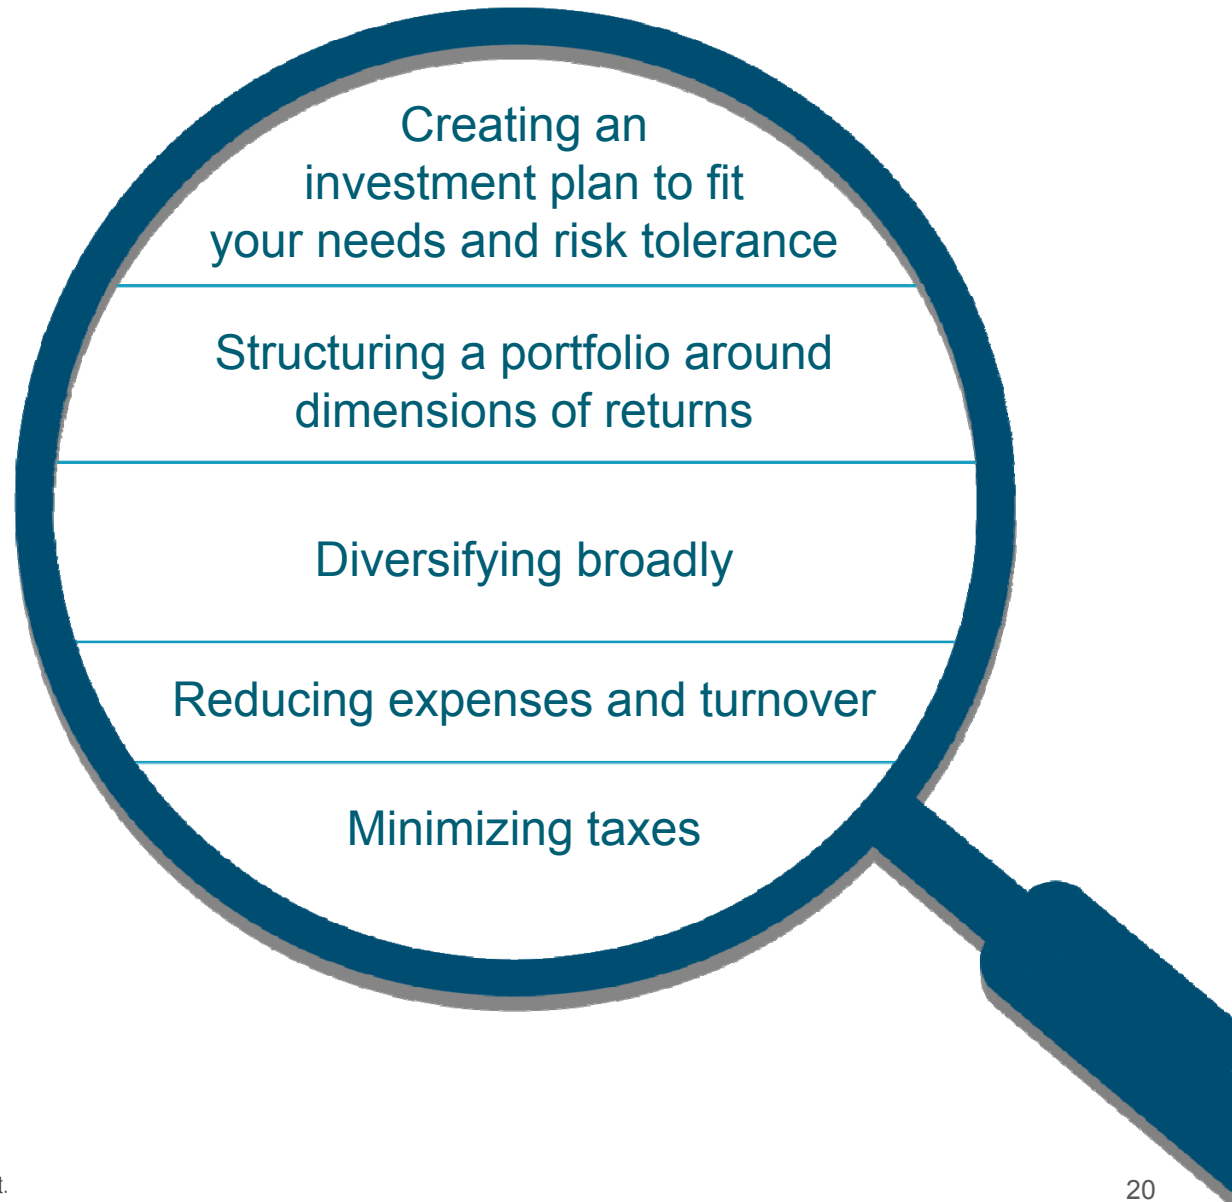 Creating an
investment plan to fit
your needs and risk tolerance
Structuring a portfolio around
dimensions of returns
Diversifying broadly
Reducing expenses and turnover
Minimizing taxes
t.
20